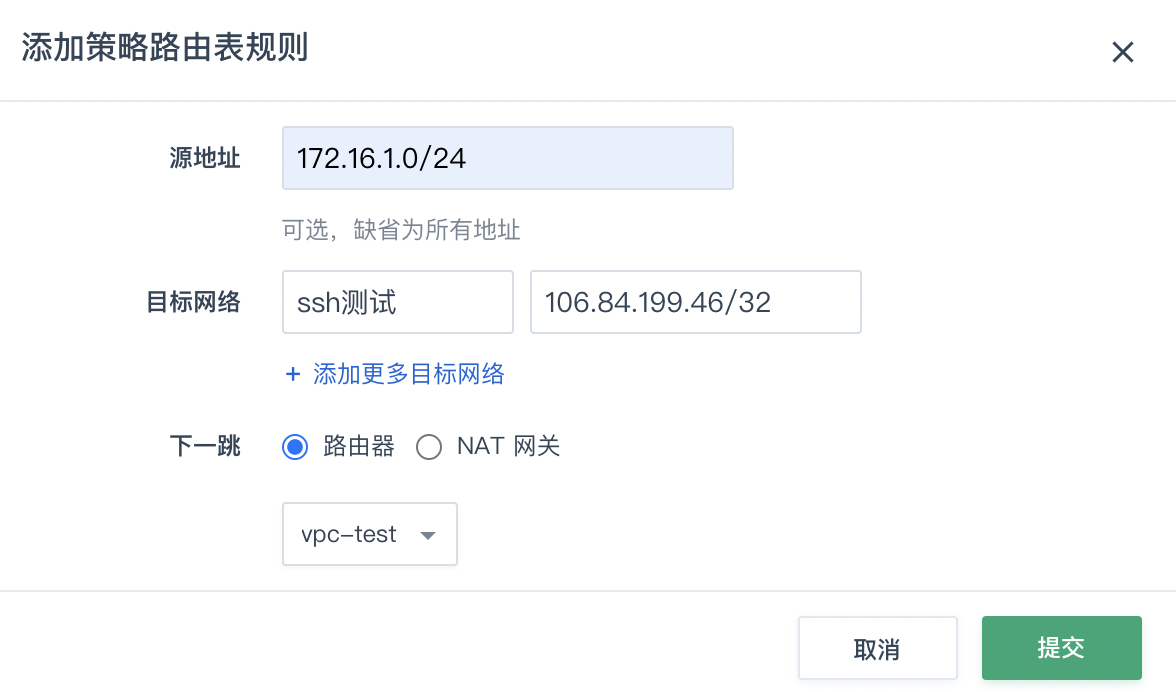 添加策略路由表规则
源地址 172.16.1.0/24
可选，缺省为所有地址
目标网络 ssh测试 106.84.199.46/32
+ 添加更多目标网络
下一跳 路由器 NAT 网关
vpc-test
取消 提交